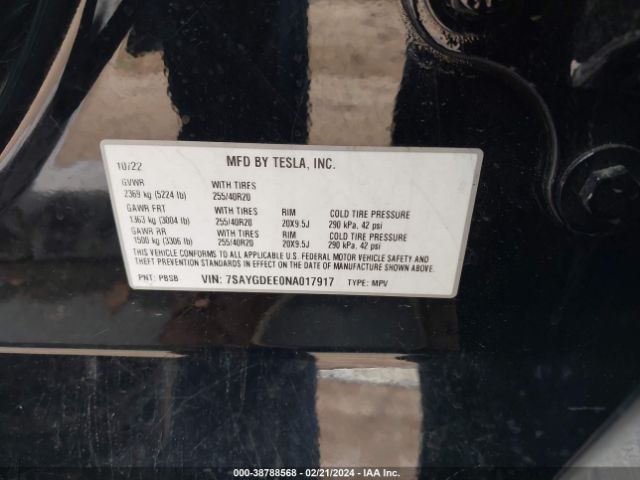 10/22 MFD BY TESLA, INC.
GVWR WITH TIRES
2369 kg (5224 lb) 255/40R20
GAWR FRT WITH TIRES RIM COLD TIRE PRESSURE
1363 kg (3004 lb) 255/40R20 20X9.5J 290 kPa, 42 psi
GAWR RR WITH TIRES RIM COLD TIRE PRESSURE
1500 kg (3306 lb) 255/40R20 20X9.5J 290 kPa, 42 psi
THIS VEHICLE CONFORMS TO ALL APPLICABLE U.S. FEDERAL MOTOR VEHICLE SAFETY AND
THEFT PREVENTION STANDARDS IN EFFECT ON THE DATE OF MANUFACTURE SHOWN ABOVE.
PNT: PBSB VIN: 7SAYGDEE0NA017917 TYPE: MPV
000-38788568 - 02/21/2024 - IAA Inc.